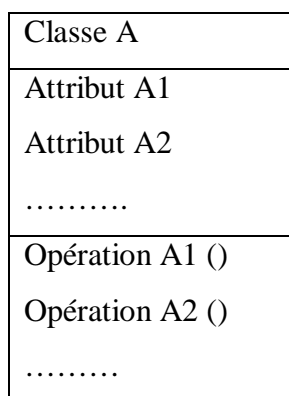 Classe A
Attribut A1
Attribut A2
……….
Opération A1 ()
Opération A2 ()
………